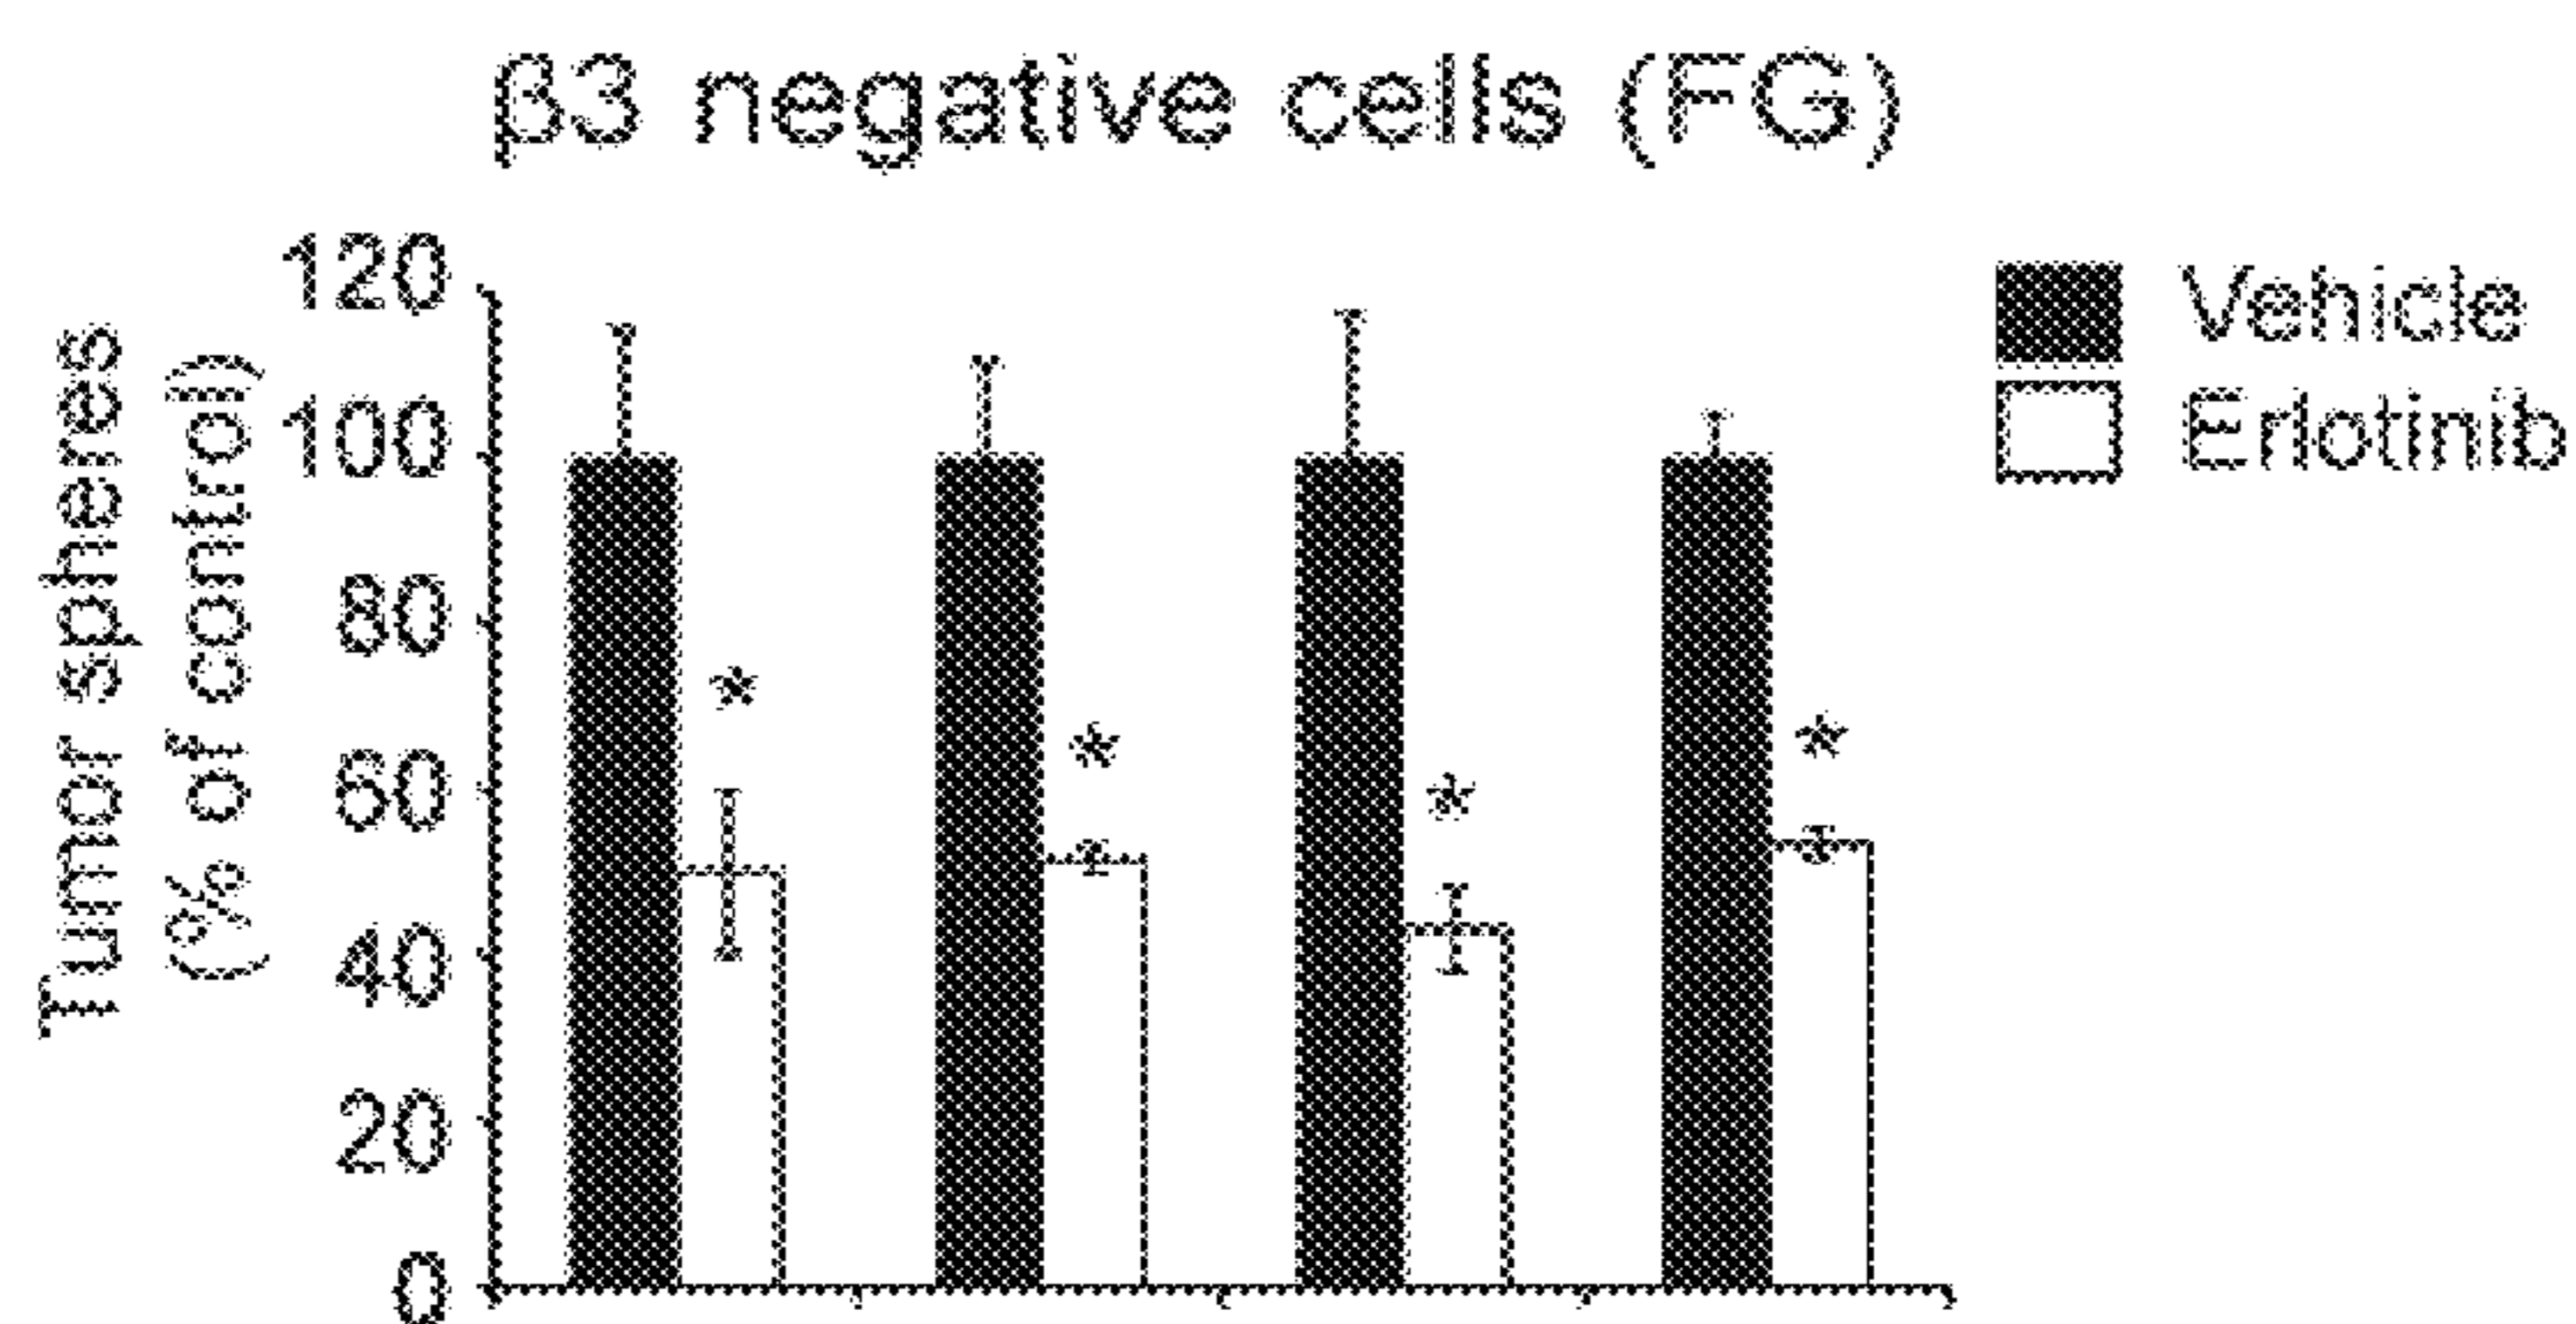 β3 negative cells (FG)
Tumor spheres
(% of control)
120
100
80
60
40
20
0
*
*
*
*
Vehicle
Erlotinib